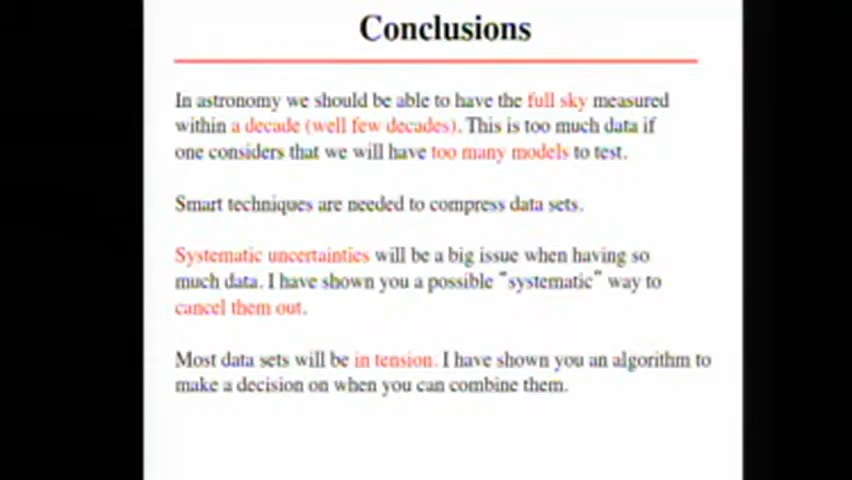 Conclusions
In astronomy we should be able to have the full sky measured
within a decade (well few decades). This is too much data if
one considers that we will have too many models to test.
Smart techniques are needed to compress data sets.
Systematic uncertainties will be a big issue when having so
much data. I have shown you a possible “systematic” way to
cancel them out.
Most data sets will be in tension. I have shown you an algorithm to
make a decision on when you can combine them.